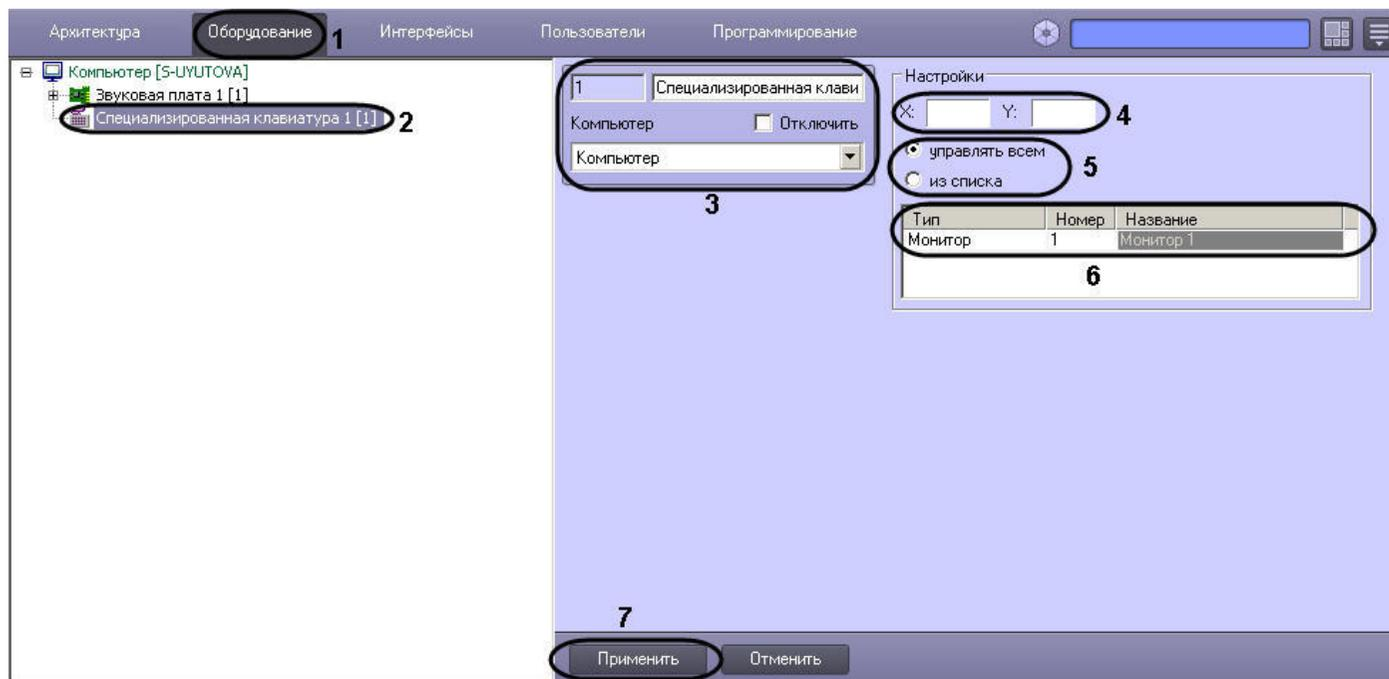 Архитектура Оборудование 1 Интерфейсы Пользователи Программирование
Компьютер [S-UYUTOVA]
Звуковая плата 1 [1]
Специализированная клавиатура 1 [1] 2
1 Специализированная клави
Компьютер Отключить
Компьютер
3
Настройки
X: Y: 4
управлять всем
5
из списка
Тип Номер Название
Монитор 1 Монитор 1
6
7
Применить Отменить